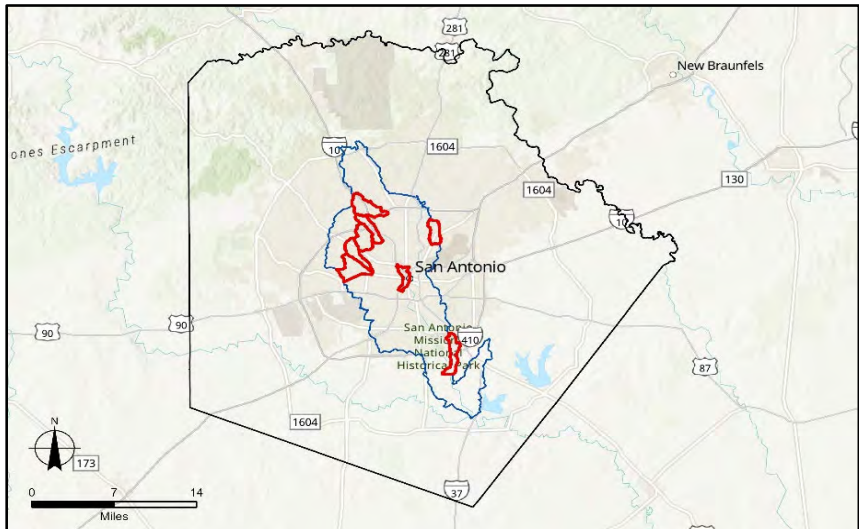 281
281
New Braunfels
ones Escarpment
10
1604
1604
130
10
San Antonio
90
90
San Antonio
Missio
National
Historical Park
410
87
1604
N
173
37
0 7 14
Miles